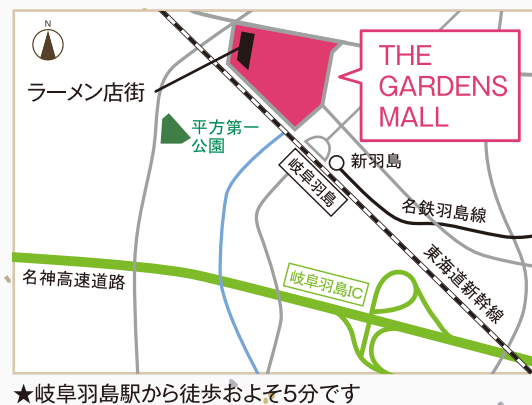 N
ラーメン店街
THE
GARDENS
MALL
平方第一
公園
新羽島
岐阜羽島
名鉄羽島線
東海道新幹線
名神高速道路
岐阜羽島IC
★岐阜羽島駅から徒歩およそ5分です